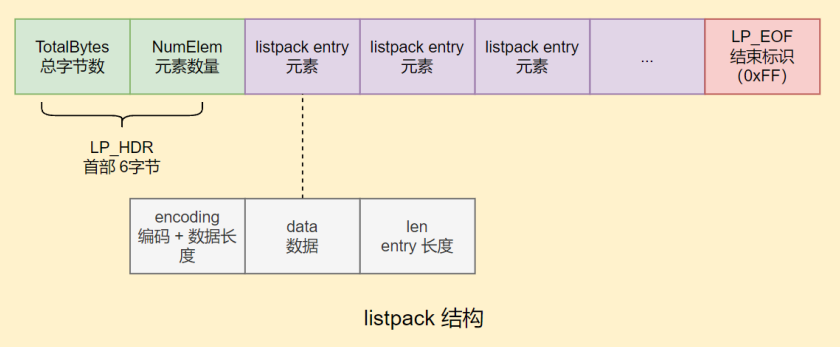 TotalBytes
总字节数
NumElem
元素数量
listpack entry
元素
listpack entry
元素
listpack entry
元素
...
LP_EOF
结束标识
（0xFF）
LP_HDR
首部 6字节
encoding
编码 + 数据长
度
data
数据
len
entry 长度
listpack 结构